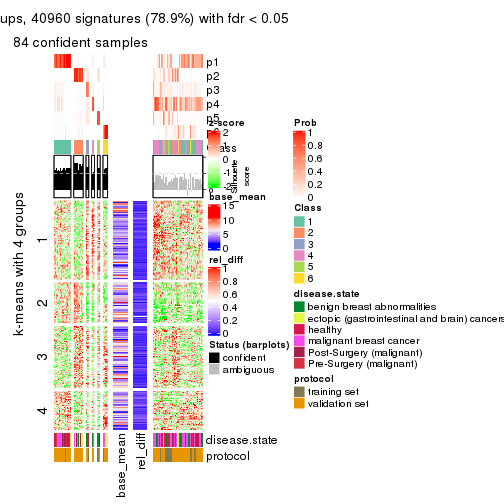 ups, 40960 signatures (78.9%) with fdr < 0.05
84 confident samples
p1
p2
p3
p4
p5
z-score
2
1
0
-1
-2
Silhouette
score
base_mean
15
10
5
0
rel_diff
1
0.8
0.6
0.4
0.2
0
Status (barplots)
confident
ambiguous
Prob
1
0.8
0.6
0.4
0.2
0
Class
1
2
3
4
5
6
disease.state
benign breast abnormalities
ectopic (gastrointestinal and brain) cancers
healthy
malignant breast cancer
Post-Surgery (malignant)
Pre-Surgery (malignant)
protocol
training set
validation set
k-means with 4 groups
1
2
3
4
disease.state
protocol
base_mean
rel_diff